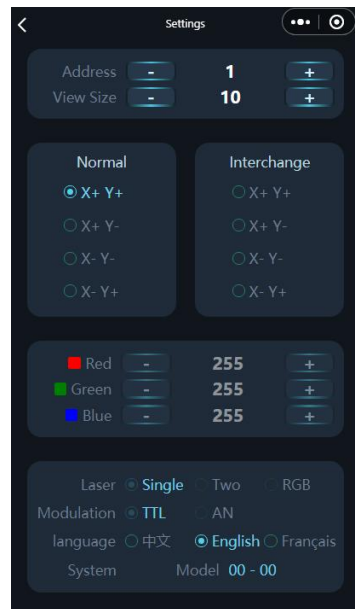 Settings
Address - 1 +
View Size - 10 +
Normal
X+ Y+
X+ Y-
X- Y-
X- Y+
Interchange
X+ Y+
X+ Y-
X- Y-
X- Y+
Red - 255 +
Green - 255 +
Blue - 255 +
Laser Single Two RGB
Modulation TTL AN
language 中文 English Français
System Model 00 - 00